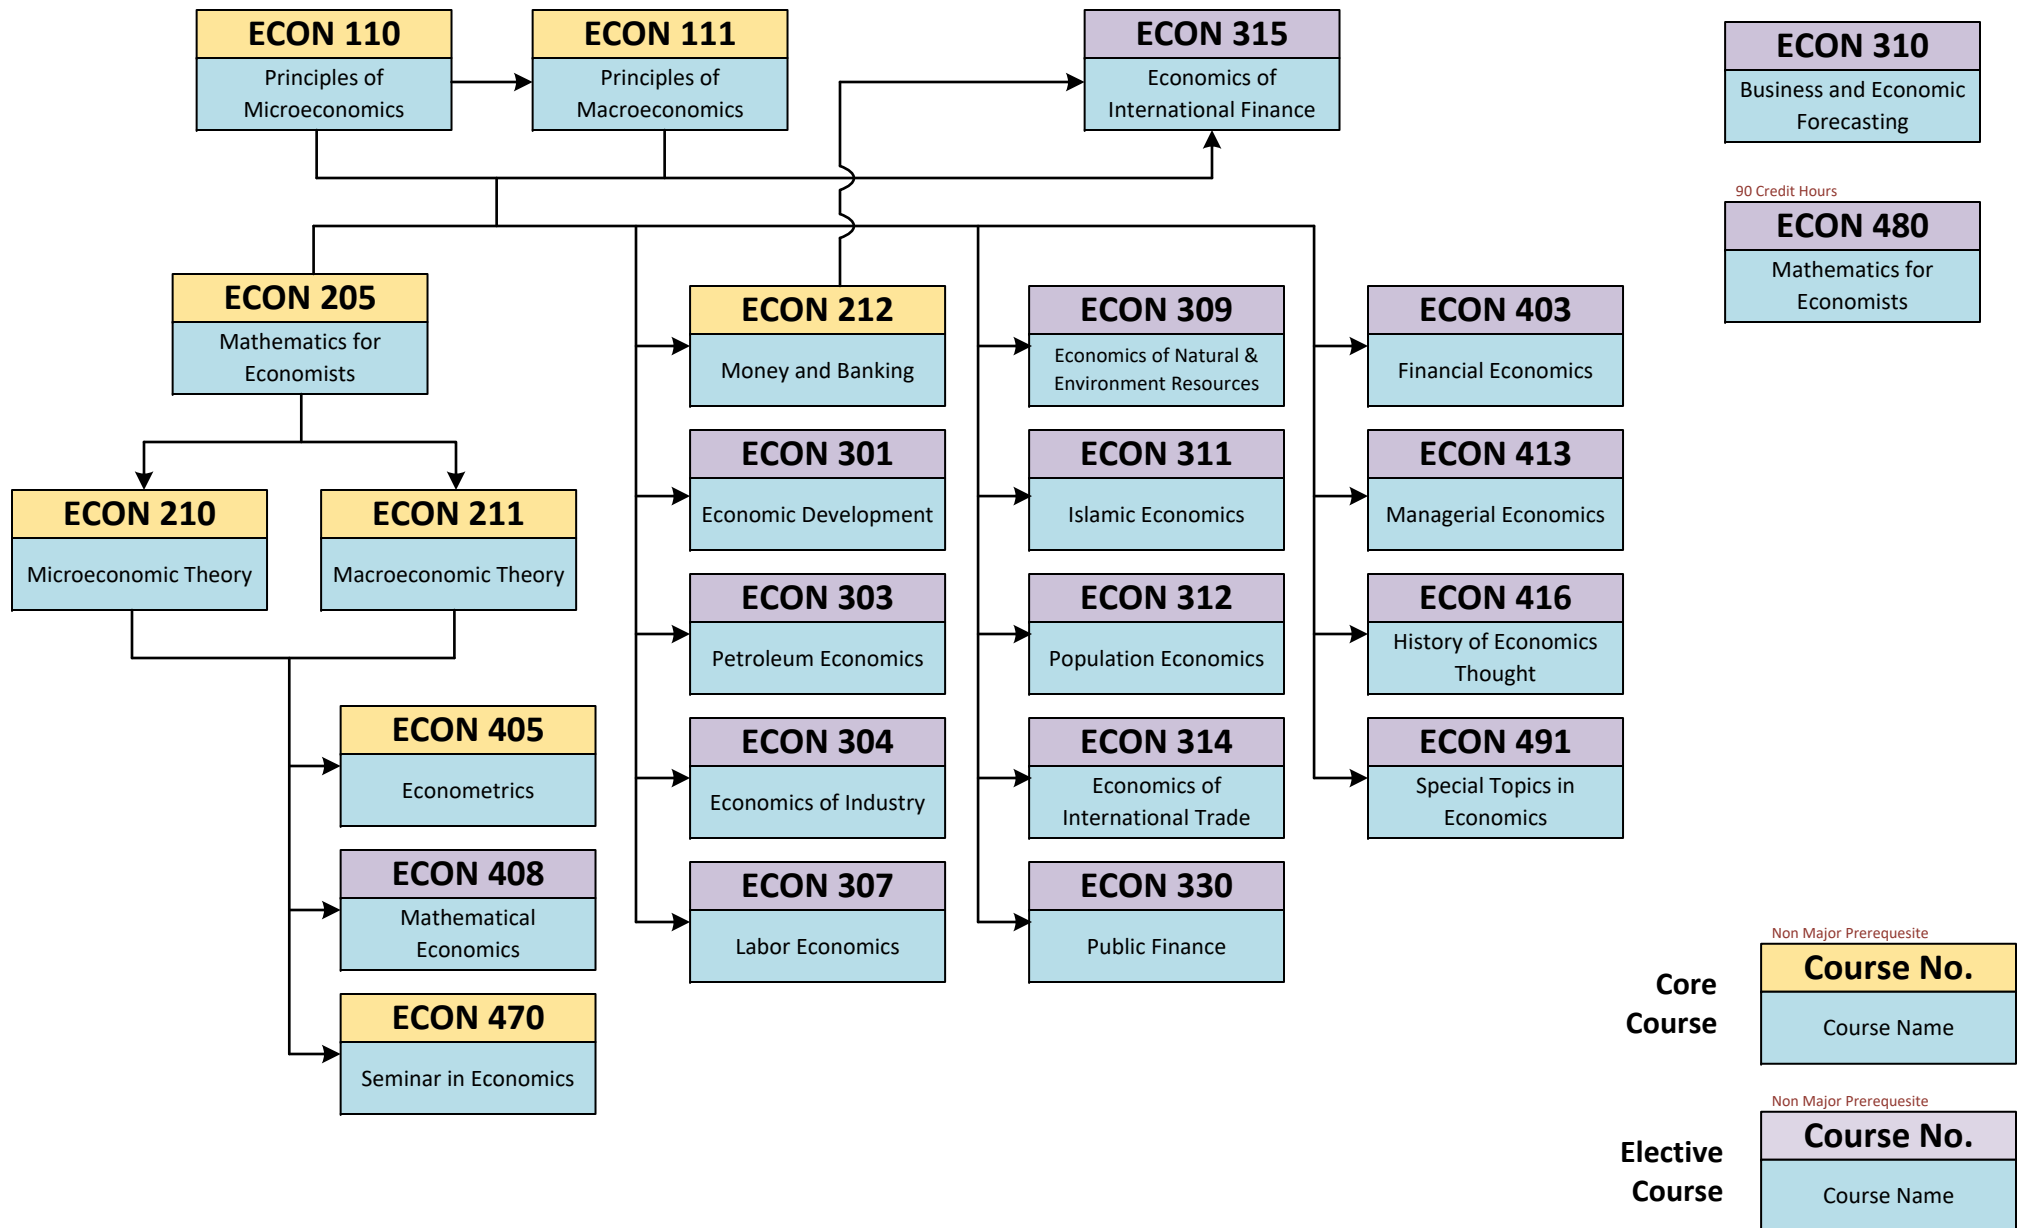 ECON 110
Principles of
Microeconomics
ECON 111
Principles of
Macroeconomics
ECON 315
Economics of
International Finance
ECON 310
Business and Economic
Forecasting
90 Credit Hours
ECON 480
Mathematics for
Economists
ECON 205
Mathematics for
Economists
ECON 212
Money and Banking
ECON 309
Economics of Natural &
Environment Resources
ECON 403
Financial Economics
ECON 301
Economic Development
ECON 311
Islamic Economics
ECON 413
Managerial Economics
ECON 210
Microeconomic Theory
ECON 211
Macroeconomic Theory
ECON 303
Petroleum Economics
ECON 312
Population Economics
ECON 416
History of Economics
Thought
ECON 405
Econometrics
ECON 304
Economics of Industry
ECON 314
Economics of
International Trade
ECON 491
Special Topics in
Economics
ECON 408
Mathematical
Economics
ECON 307
Labor Economics
ECON 330
Public Finance
ECON 470
Seminar in Economics
Core
Course
Non Major Prerequesite
Course No.
Course Name
Elective
Course
Non Major Prerequesite
Course No.
Course Name